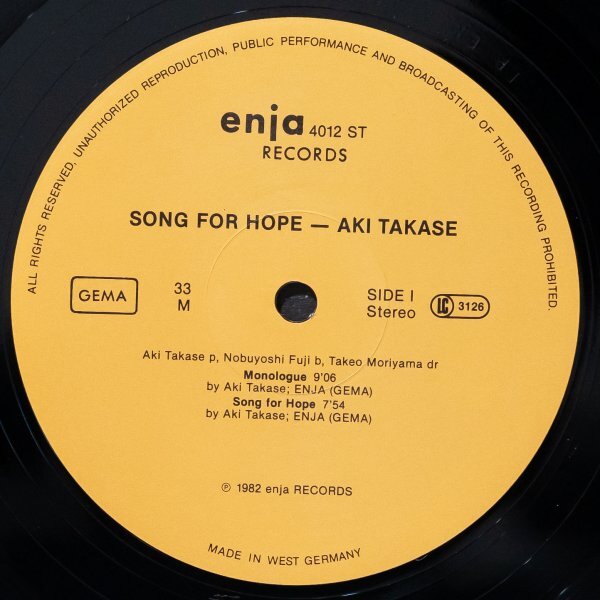 ALL RIGHTS RESERVED. UNAUTHORIZED REPRODUCTION, PUBLIC PERFORMANCE AND BROADCASTING OF THIS RECORDING PROHIBITED.
enja 4012 ST
RECORDS
SONG FOR HOPE — AKI TAKASE
GEMA
33
M
SIDE I
Stereo
LC 3126
Aki Takase p, Nobuyoshi Fuji b, Takeo Moriyama dr
Monologue 9'06
by Aki Takase; ENJA (GEMA)
Song for Hope 7'54
by Aki Takase; ENJA (GEMA)
℗ 1982 enja RECORDS
MADE IN WEST GERMANY